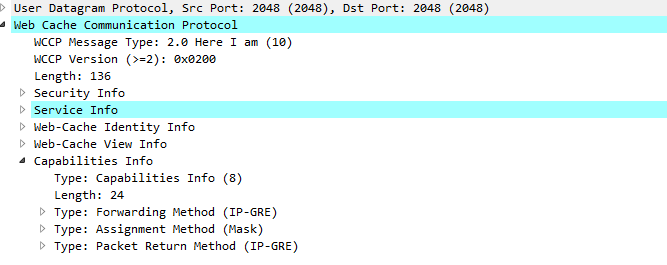 User Datagram Protocol, Src Port: 2048 (2048), Dst Port: 2048 (2048)
Web Cache Communication Protocol
WCCP Message Type: 2.0 Here I am (10)
WCCP Version (>=2): 0x0200
Length: 136
Security Info
Service Info
Web-Cache Identity Info
Web-Cache View Info
Capabilities Info
Type: Capabilities Info (8)
Length: 24
Type: Forwarding Method (IP-GRE)
Type: Assignment Method (Mask)
Type: Packet Return Method (IP-GRE)